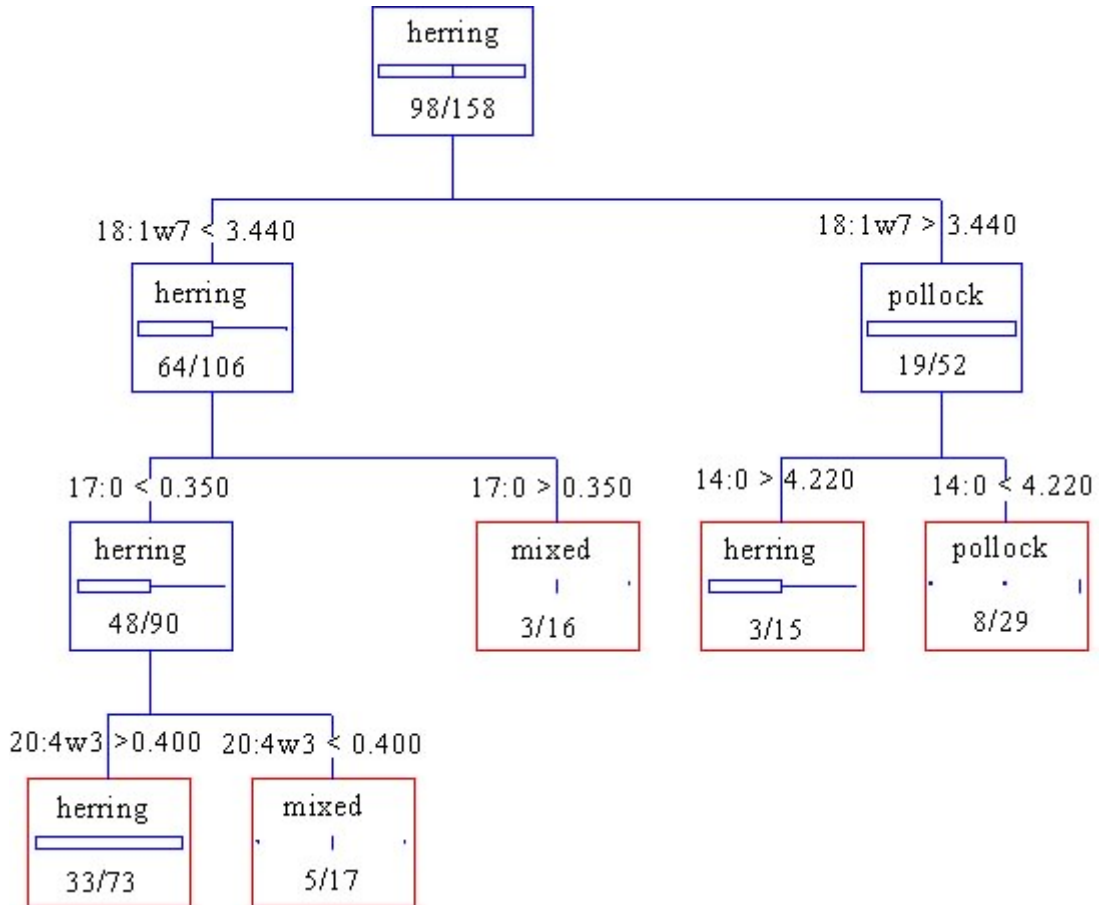 herring
98/158
18:1w7 < 3.440
18:1w7 > 3.440
herring
64/106
pollock
19/52
17:0 < 0.350
17:0 > 0.350
14:0 > 4.220
14:0 < 4.220
herring
48/90
mixed
3/16
herring
3/15
pollock
8/29
20:4w3 >0.400
20:4w3 < 0.400
herring
33/73
mixed
5/17